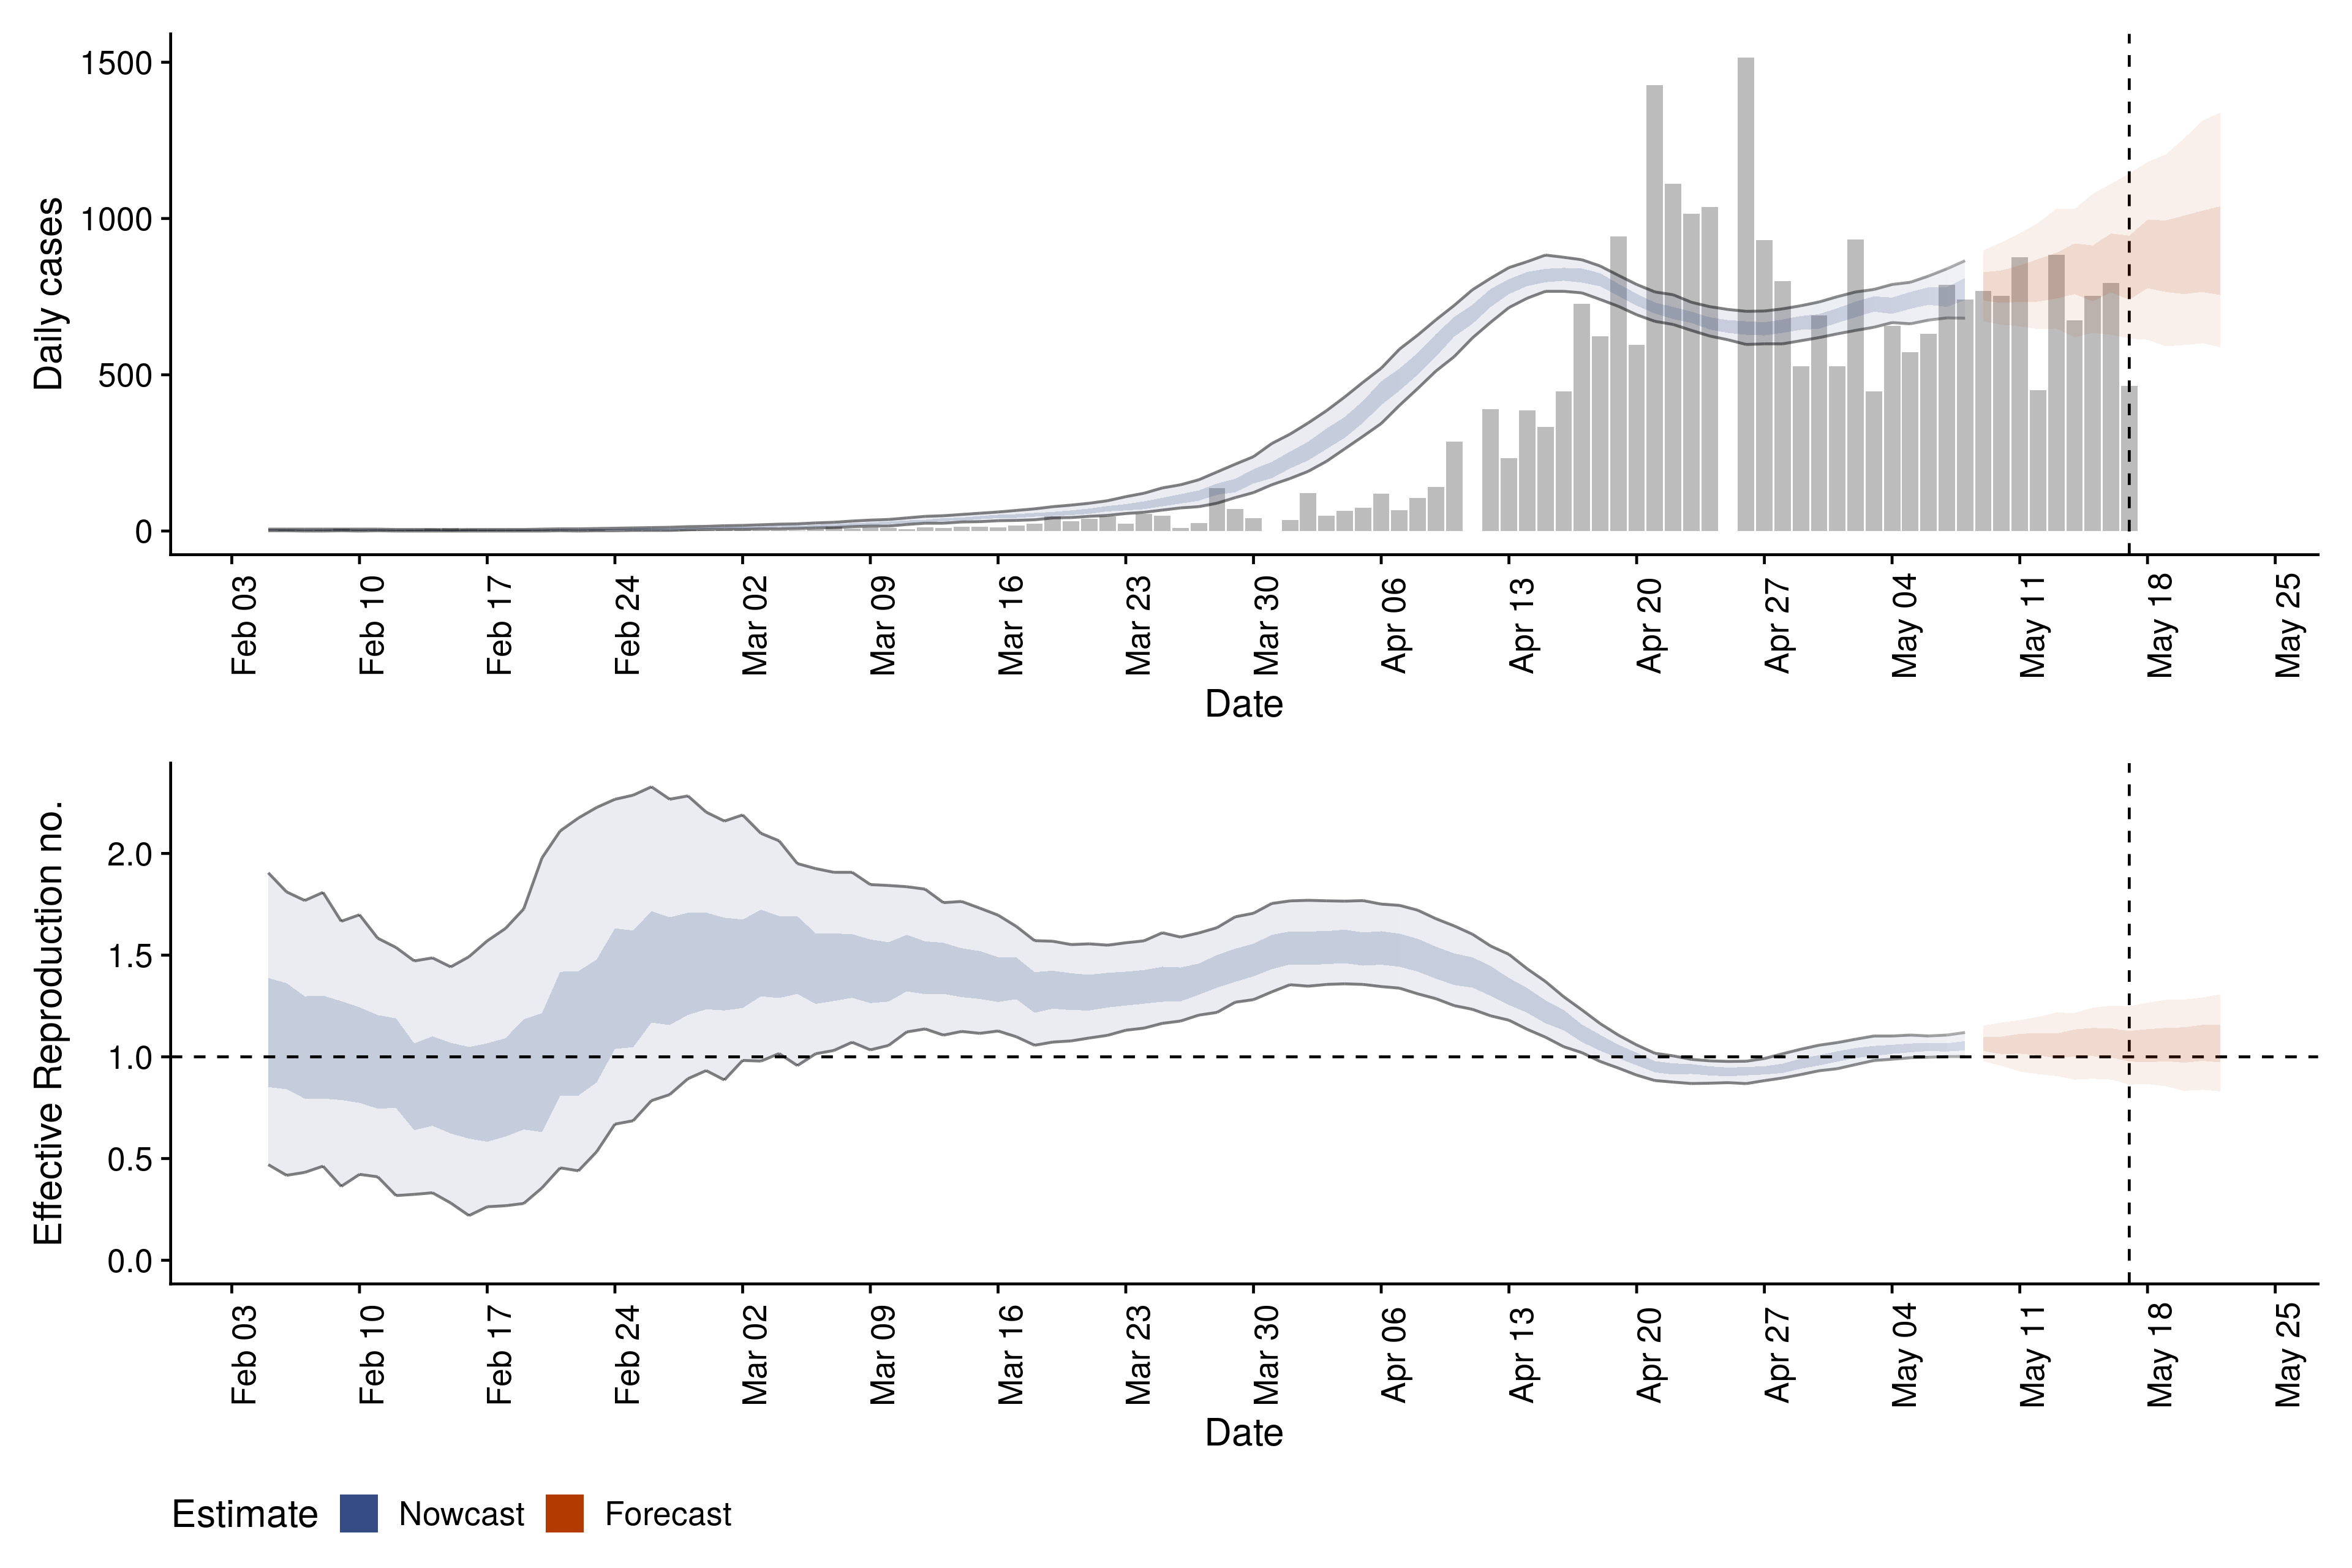 Daily cases
1500
1000
500
0
Feb 03
Feb 10
Feb 17
Feb 24
Mar 02
Mar 09
Mar 16
Mar 23
Mar 30
Apr 06
Apr 13
Apr 20
Apr 27
May 04
May 11
May 18
May 25
Date
Effective Reproduction no.
2.0
1.5
1.0
0.5
0.0
Feb 03
Feb 10
Feb 17
Feb 24
Mar 02
Mar 09
Mar 16
Mar 23
Mar 30
Apr 06
Apr 13
Apr 20
Apr 27
May 04
May 11
May 18
May 25
Date
Estimate Nowcast Forecast